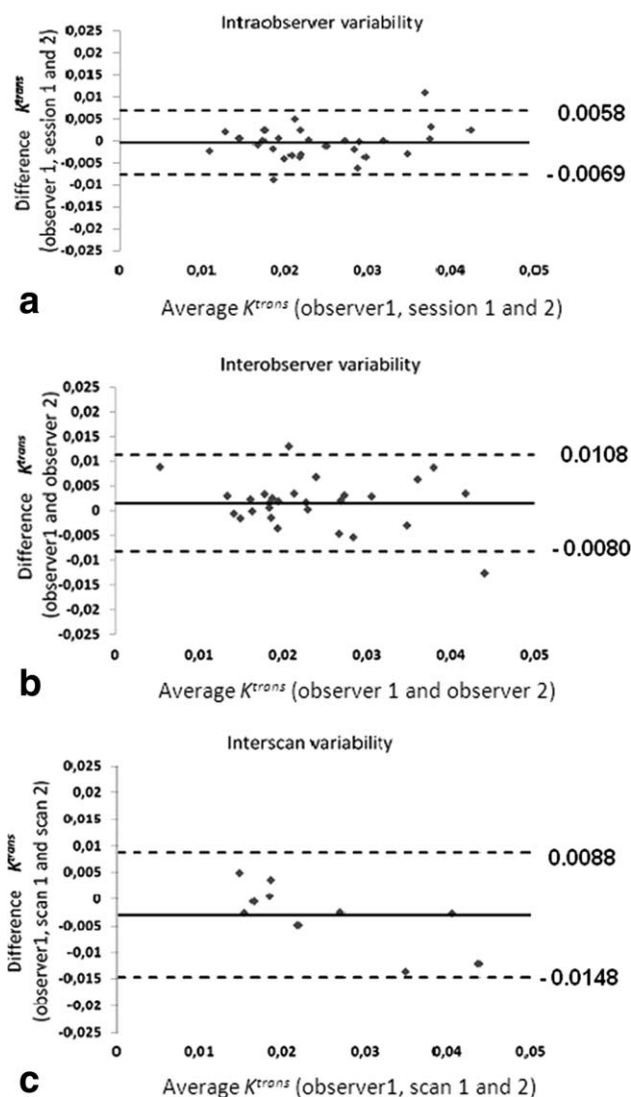 Intraobserver variability
0,025
0,02
0,015
0,01
0,005
0
-0,005
-0,01
-0,015
-0,02
-0,025
Difference Ktrans
(observer 1, session 1 and 2)
0.0058
- 0.0069
0 0,01 0,02 0,03 0,04 0,05
a
Average Ktrans (observer1, session 1 and 2)
Interobserver variability
0,025
0,02
0,015
0,01
0,005
0
-0,005
-0,01
-0,015
-0,02
-0,025
Difference Ktrans
(observer1 and observer 2)
0.0108
- 0.0080
0 0,01 0,02 0,03 0,04 0,05
b
Average Ktrans (observer 1 and observer 2)
Interscan variability
0,025
0,02
0,015
0,01
0,005
0
-0,005
-0,01
-0,015
-0,02
-0,025
Difference Ktrans
(observer1, scan 1 and scan 2)
0.0088
- 0.0148
0 0,01 0,02 0,03 0,04 0,05
c
Average Ktrans (observer1, scan 1 and 2)